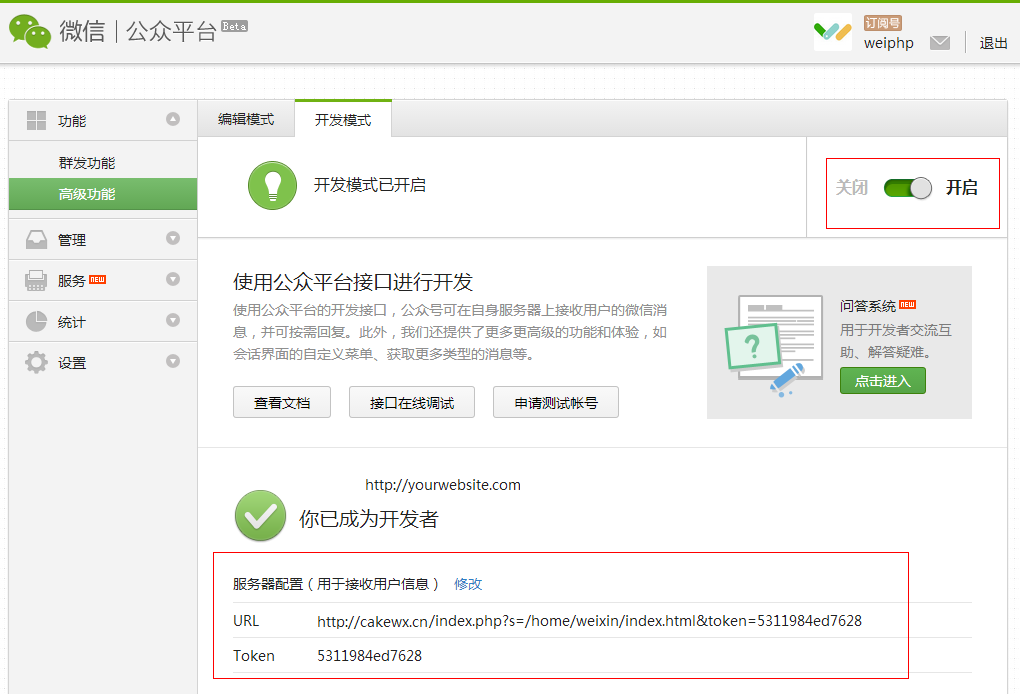 微信 | 公众平台 Beta
订阅号
weiphp
退出
功能
群发功能
高级功能
管理
服务 NEW
统计
设置
编辑模式
开发模式
开发模式已开启
关闭
开启
使用公众平台接口进行开发
使用公众平台的开发接口，公众号可在自身服务器上接收用户的微信消
息，并可按需回复。此外，我们还提供了更多更高级的功能和体验，如
会话界面的自定义菜单、获取更多类型的消息等。
查看文档
接口在线调试
申请测试帐号
?
问答系统 NEW
用于开发者交流互
助、解答疑难。
点击进入
http://yourwebsite.com
你已成为开发者
服务器配置（用于接收用户信息） 修改
URL http://cakewx.cn/index.php?s=/home/weixin/index.html&token=5311984ed7628
Token 5311984ed7628